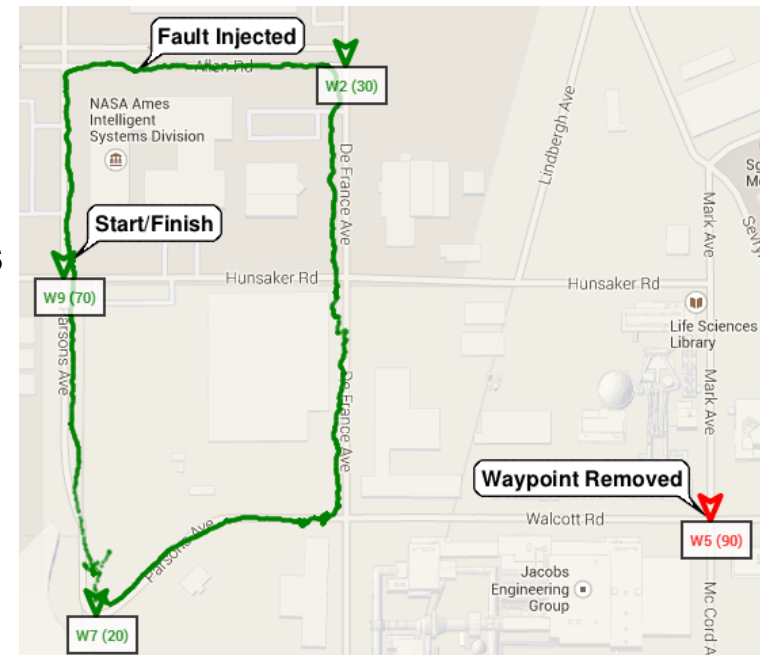 Fault Injected
Allen Rd
W2 (30)
NASA Ames
Intelligent
Systems Division
De France Ave
Lindbergh Ave
Mark Ave
Start/Finish
s
Hunsaker Rd
Hunsaker Rd
W9 (70)
Parsons Ave
Life Sciences
Library
De France Ave
Mark Ave
Waypoint Removed
Walcott Rd
W5 (90)
Parsons Ave
Jacobs
Engineering
Group
Mc Cord A
W7 (20)